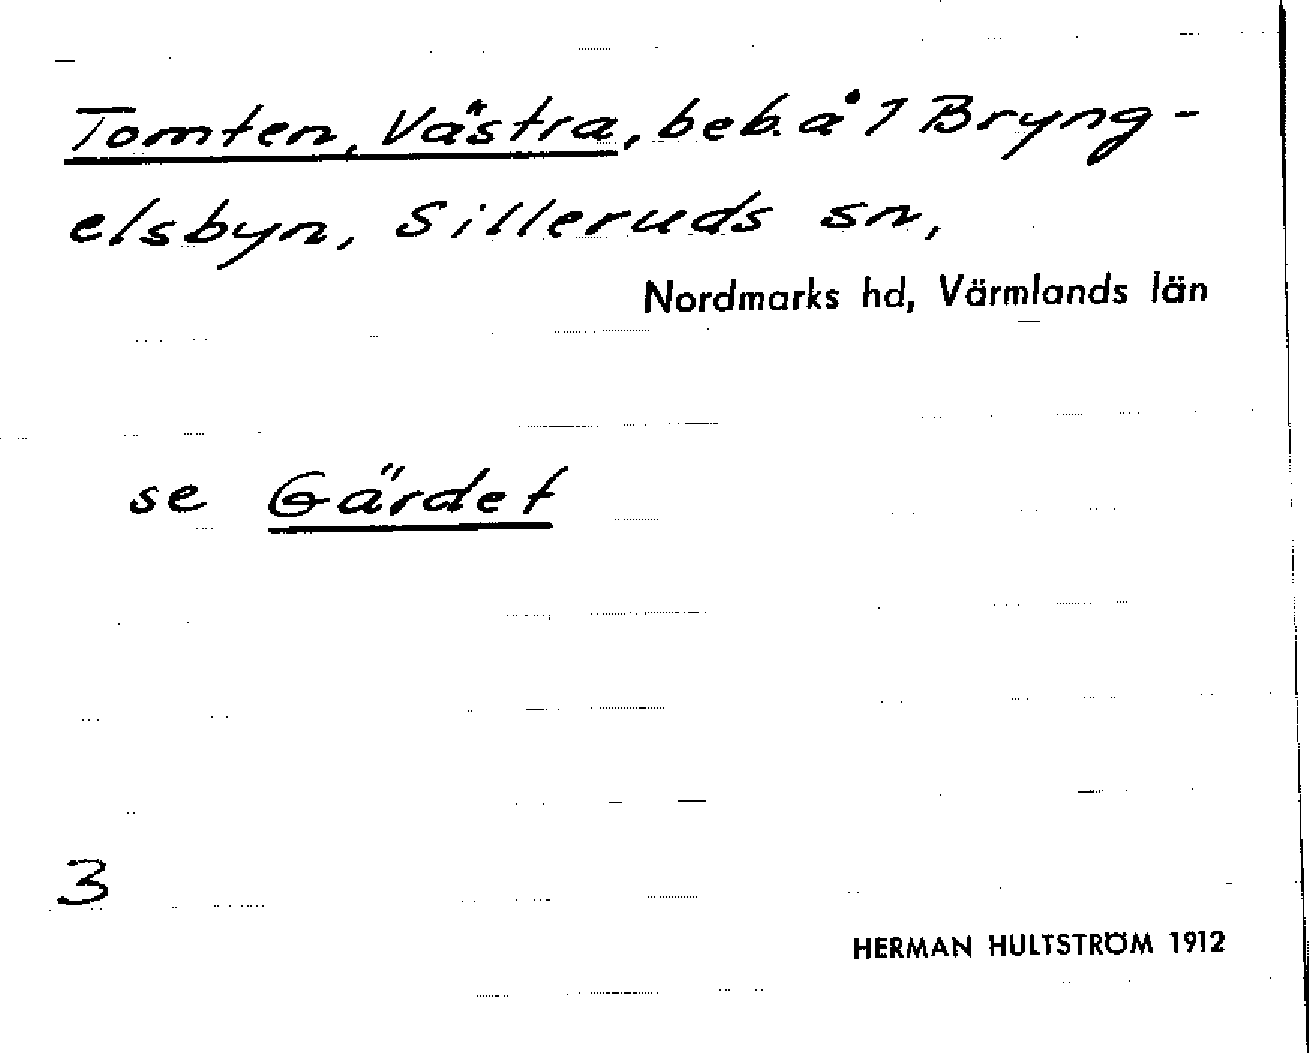 Tomten, Västra, beb. å 1 Bryng-
elsbyn, Silleruds sn,
Nordmarks hd, Värmlands län
se Gärdet
3
HERMAN HULTSTRÖM 1912